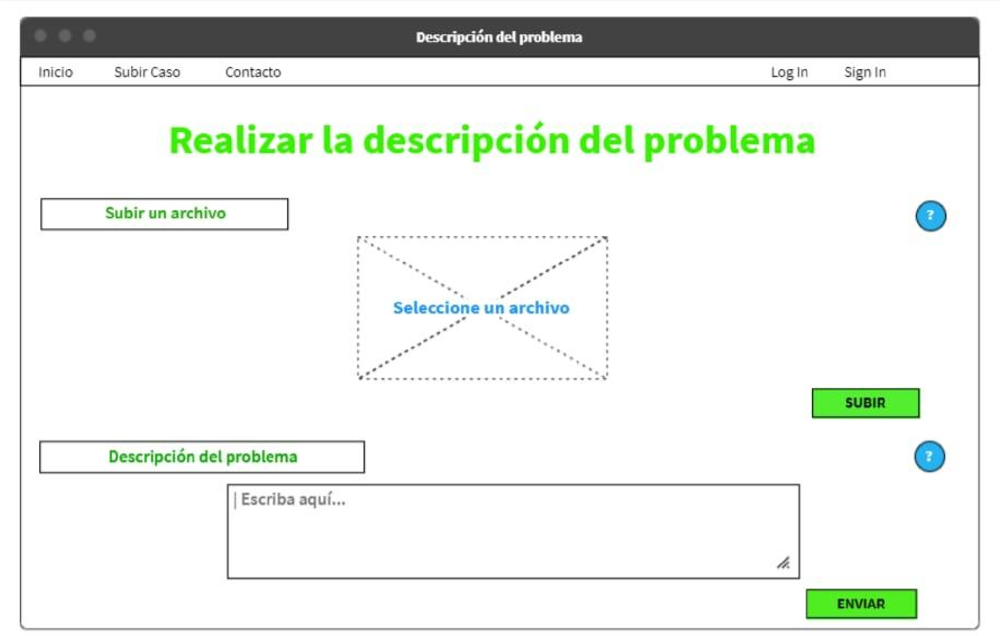 Descripción del problema
Inicio Subir Caso Contacto Log In Sign In
Realizar la descripción del problema
Subir un archivo ?
Seleccione un archivo
SUBIR
Descripción del problema ?
Escriba aquí...
ENVIAR